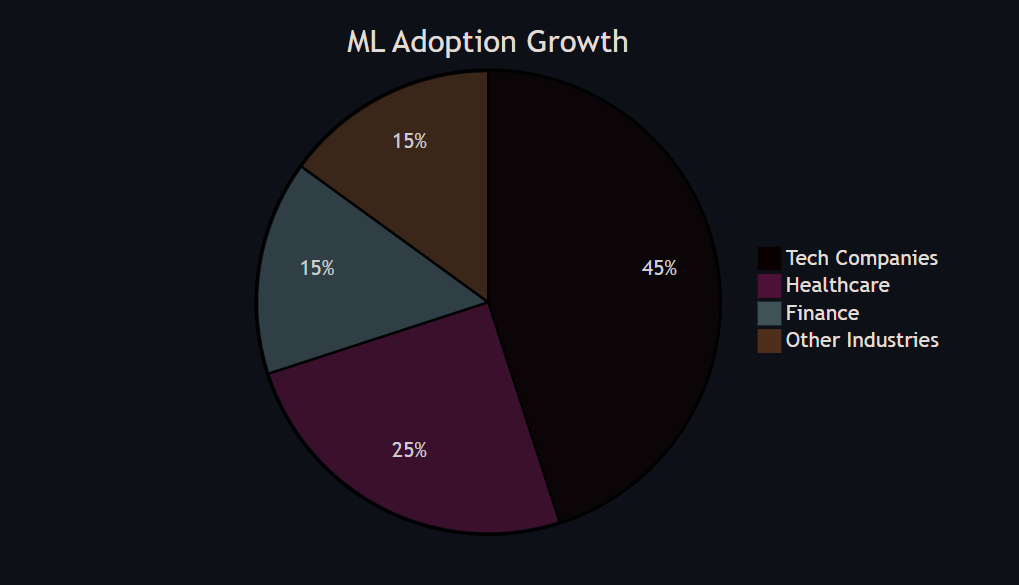 ML Adoption Growth
15%
15%
45%
25%
Tech Companies
Healthcare
Finance
Other Industries